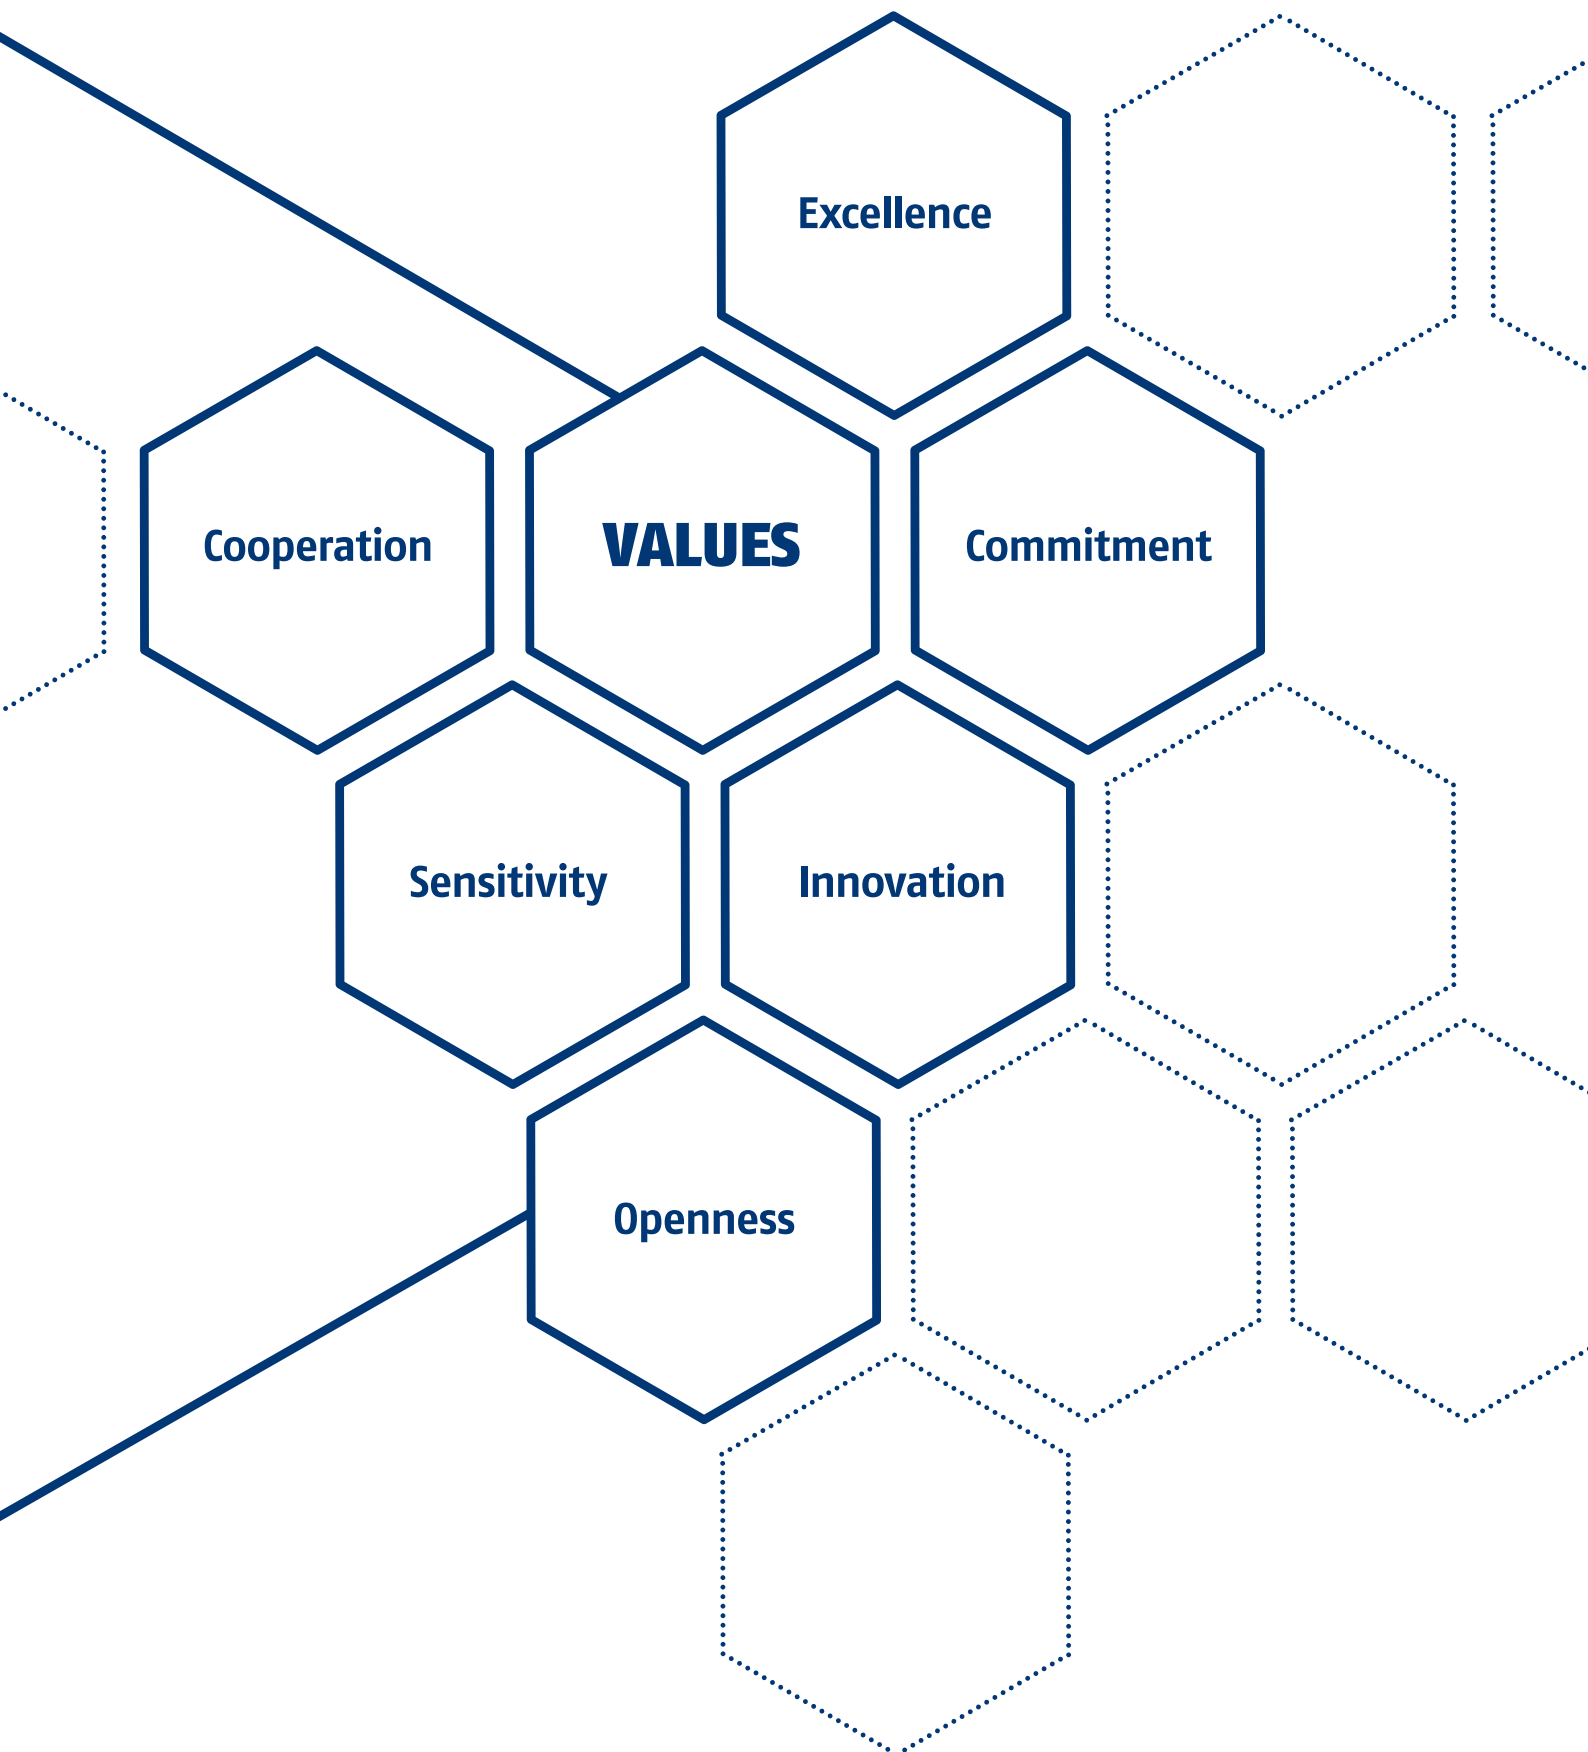 Excellence
Cooperation
VALUES
Commitment
Sensitivity
Innovation
Openness